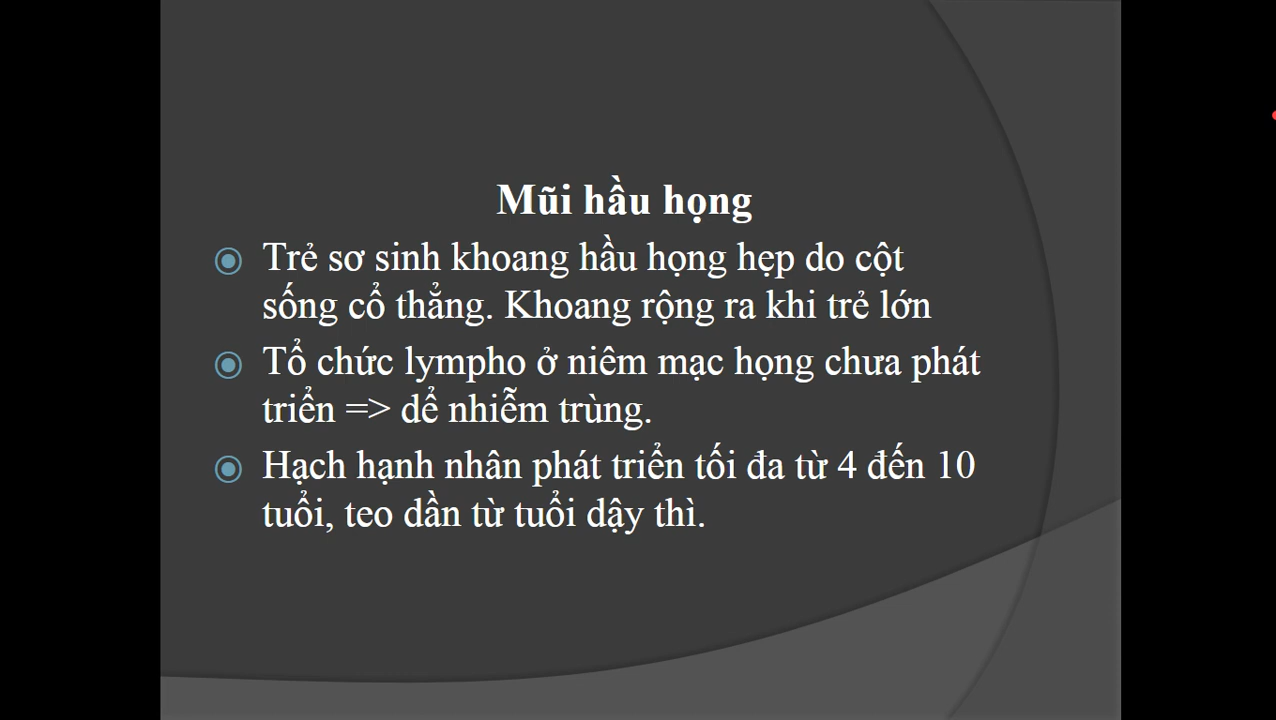 Mũi hầu họng
Trẻ sơ sinh khoang hầu họng hẹp do cột
sống cổ thẳng. Khoang rộng ra khi trẻ lớn
Tổ chức lympho ở niêm mạc họng chưa phát
triển => dể nhiễm trùng.
Hạch hạnh nhân phát triển tối đa từ 4 đến 10
tuổi, teo dần từ tuổi dậy thì.